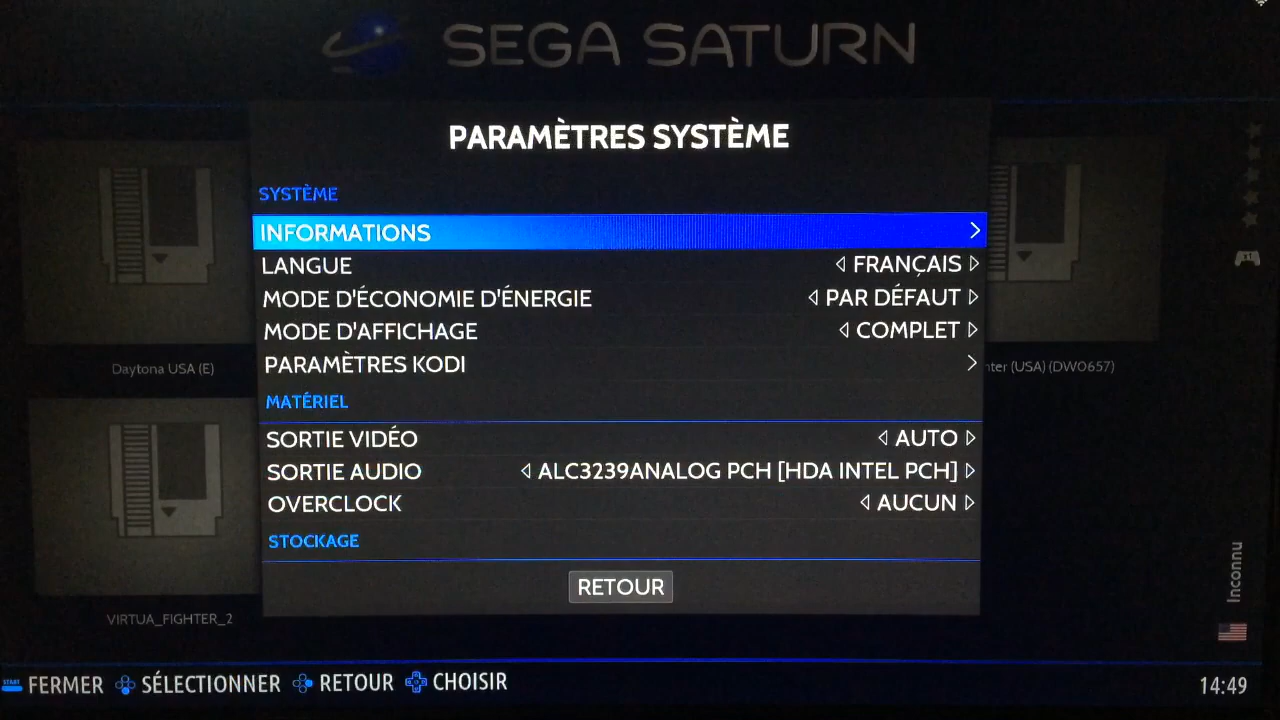 SEGA SATURN
PARAMÈTRES SYSTÈME
SYSTÈME
INFORMATIONS
LANGUE FRANÇAIS
MODE D'ÉCONOMIE D'ÉNERGIE PAR DÉFAUT
MODE D'AFFICHAGE COMPLET
PARAMÈTRES KODI
Daytona USA (E)
nter (USA) (DW0657)
MATÉRIEL
SORTIE VIDÉO AUTO
SORTIE AUDIO ALC3239ANALOG PCH [HDA INTEL PCH]
OVERCLOCK AUCUN
STOCKAGE
RETOUR
VIRTUA_FIGHTER_2
Inconnu
START FERMER SÉLECTIONNER RETOUR CHOISIR
14:49